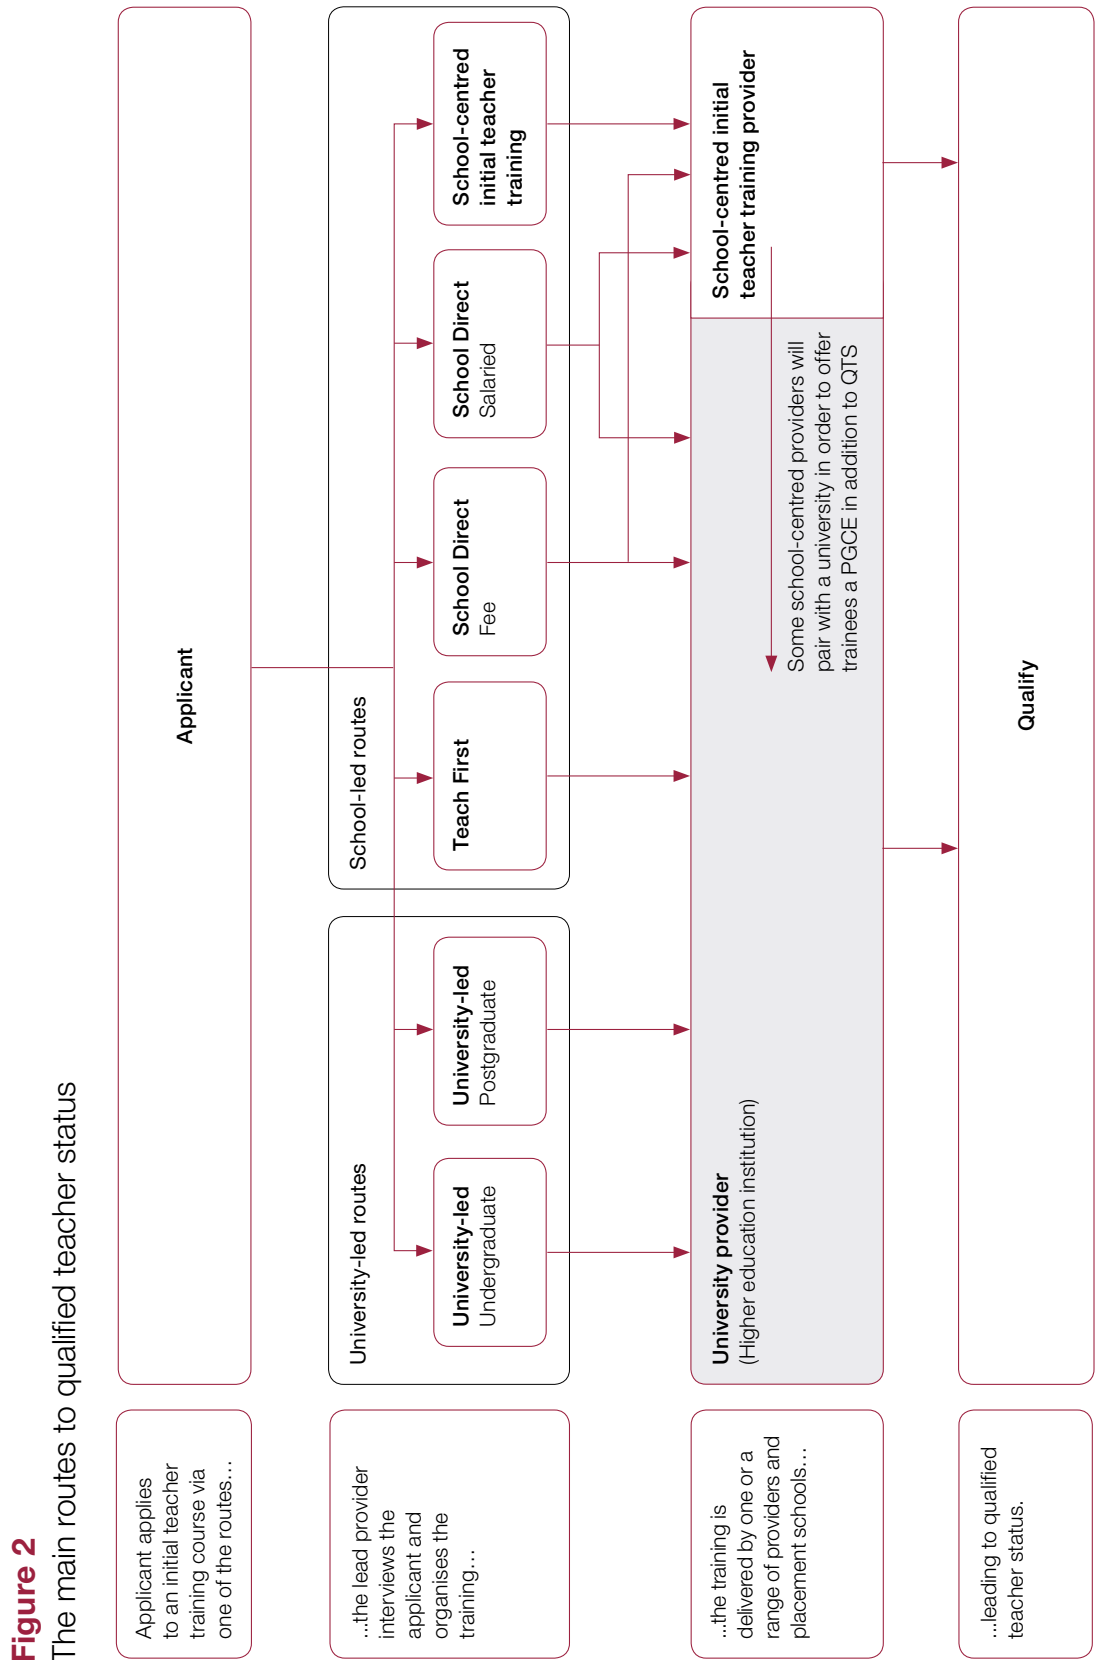 Figure 2
The main routes to qualified teacher status
Applicant applies
to an initial teacher
training course via
one of the routes…
Applicant
...the lead provider
interviews the
applicant and
organises the
training…
University-led routes
University-led
Undergraduate
University-led
Postgraduate
School-led routes
Teach First
School Direct
Fee
School Direct
Salaried
School-centred
initial teacher
training
...the training is
delivered by one or a
range of providers and
placement schools…
University provider
(Higher education institution)
Some school-centred providers will
pair with a university in order to offer
trainees a PGCE in addition to QTS
School-centred initial
teacher training provider
...leading to qualified
teacher status.
Qualify